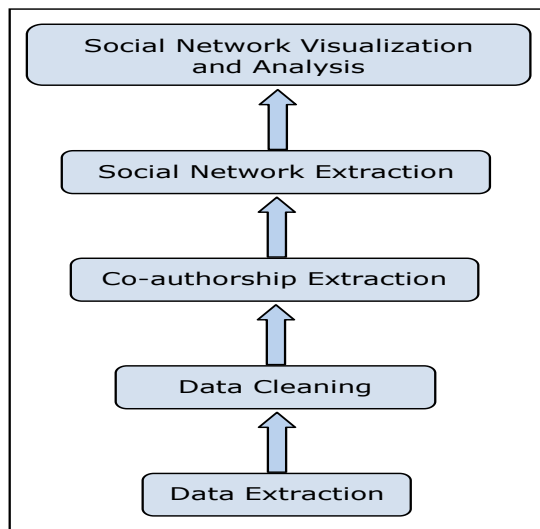 Social Network Visualization
and Analysis
Social Network Extraction
Co-authorship Extraction
Data Cleaning
Data Extraction